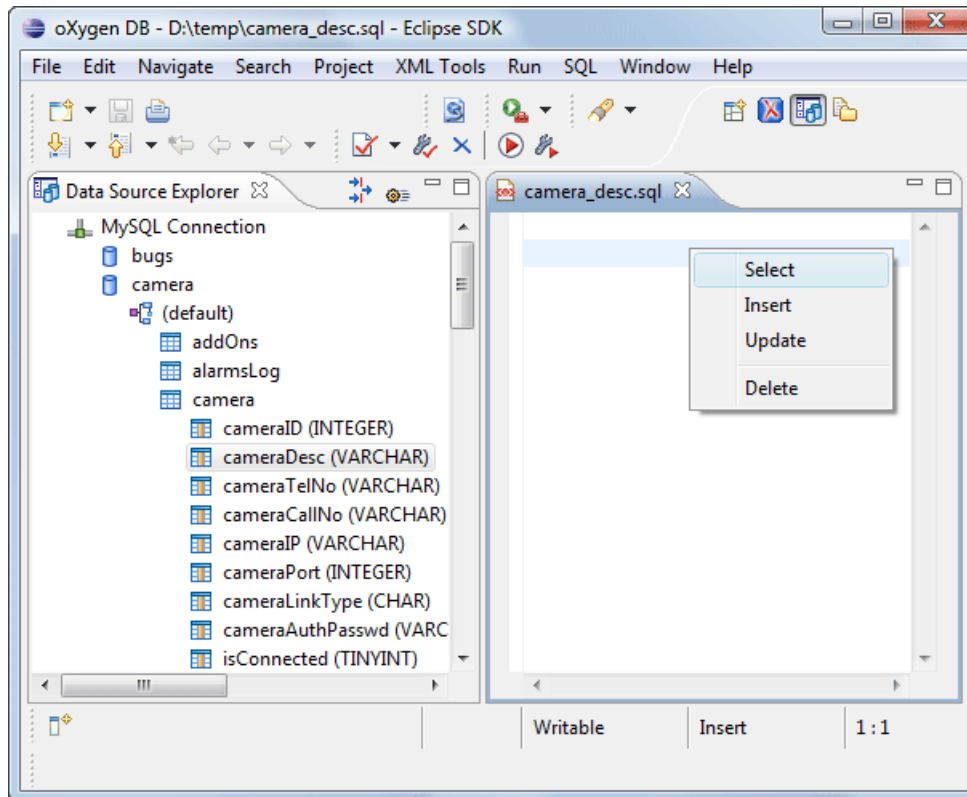 oXygen DB - D:\temp\camera_desc.sql - Eclipse SDK
File Edit Navigate Search Project XML Tools Run SQL Window Help
Data Source Explorer
camera_desc.sql
MySQL Connection
bugs
camera
(default)
addOns
alarmsLog
camera
cameraID (INTEGER)
cameraDesc (VARCHAR)
cameraTelNo (VARCHAR)
cameraCallNo (VARCHAR)
cameraIP (VARCHAR)
cameraPort (INTEGER)
cameraLinkType (CHAR)
cameraAuthPasswd (VARC
isConnected (TINYINT)
Select
Insert
Update
Delete
Writable Insert 1 : 1